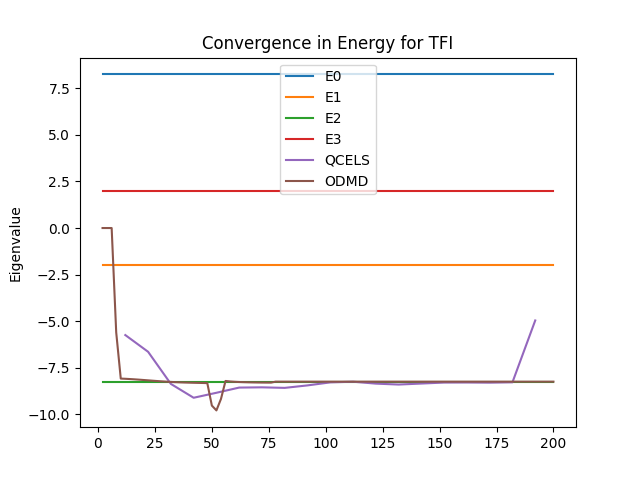 Convergence in Energy for TFI
Eigenvalue
7.5
5.0
2.5
0.0
−2.5
−5.0
−7.5
−10.0
0 25 50 75 100 125 150 175 200
E0
E1
E2
E3
QCELS
ODMD